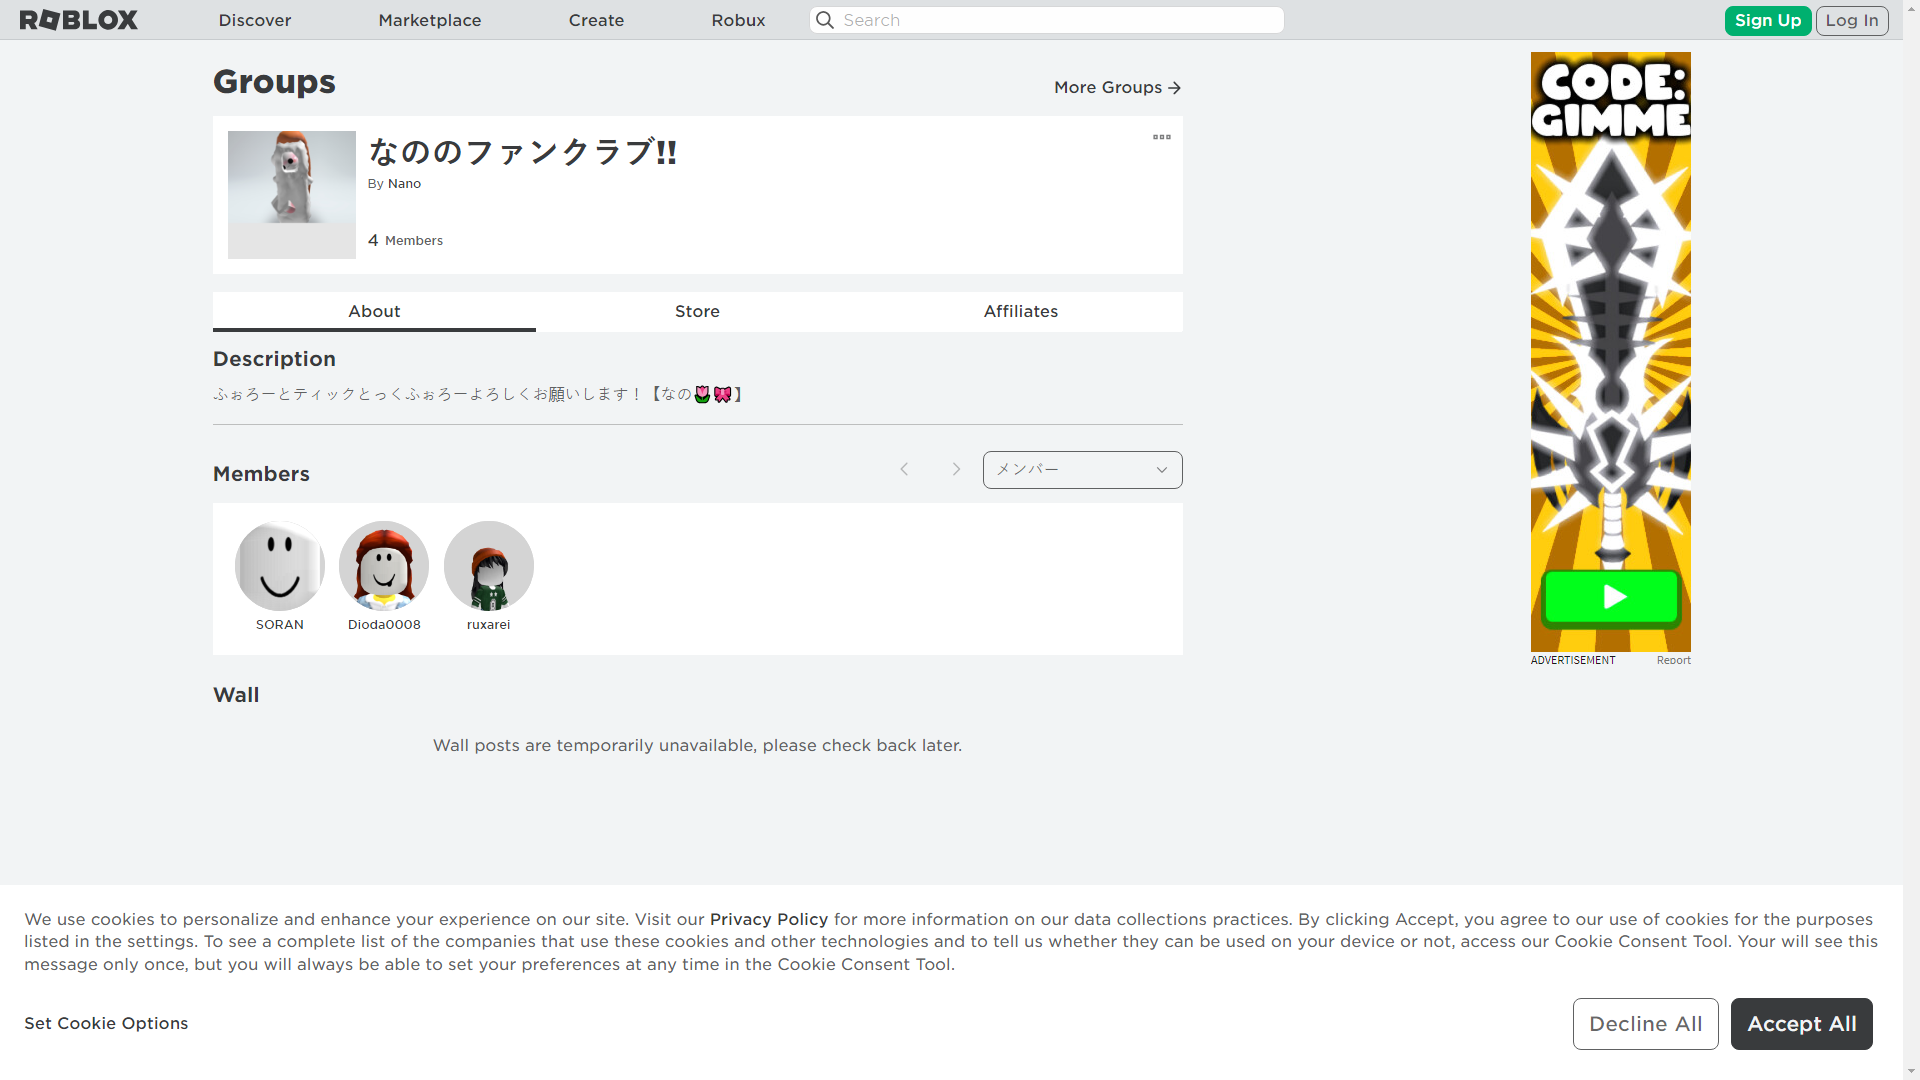 ROBLOX
Discover
Marketplace
Create
Robux
Search
Sign Up
Log In
Groups
More Groups
なののファンクラブ!!
By Nano
4 Members
About
Store
Affiliates
Description
ふぉろーとティックとっくふぉろーよろしくお願いします！【なの🌷🎀】
Members
メンバー
SORAN
Dioda0008
ruxarei
Wall
Wall posts are temporarily unavailable, please check back later.
CODE:
GIMME
ADVERTISEMENT
Report
We use cookies to personalize and enhance your experience on our site. Visit our Privacy Policy for more information on our data collections practices. By clicking Accept, you agree to our use of cookies for the purposes
listed in the settings. To see a complete list of the companies that use these cookies and other technologies and to tell us whether they can be used on your device or not, access our Cookie Consent Tool. Your will see this
message only once, but you will always be able to set your preferences at any time in the Cookie Consent Tool.
Set Cookie Options
Decline All
Accept All